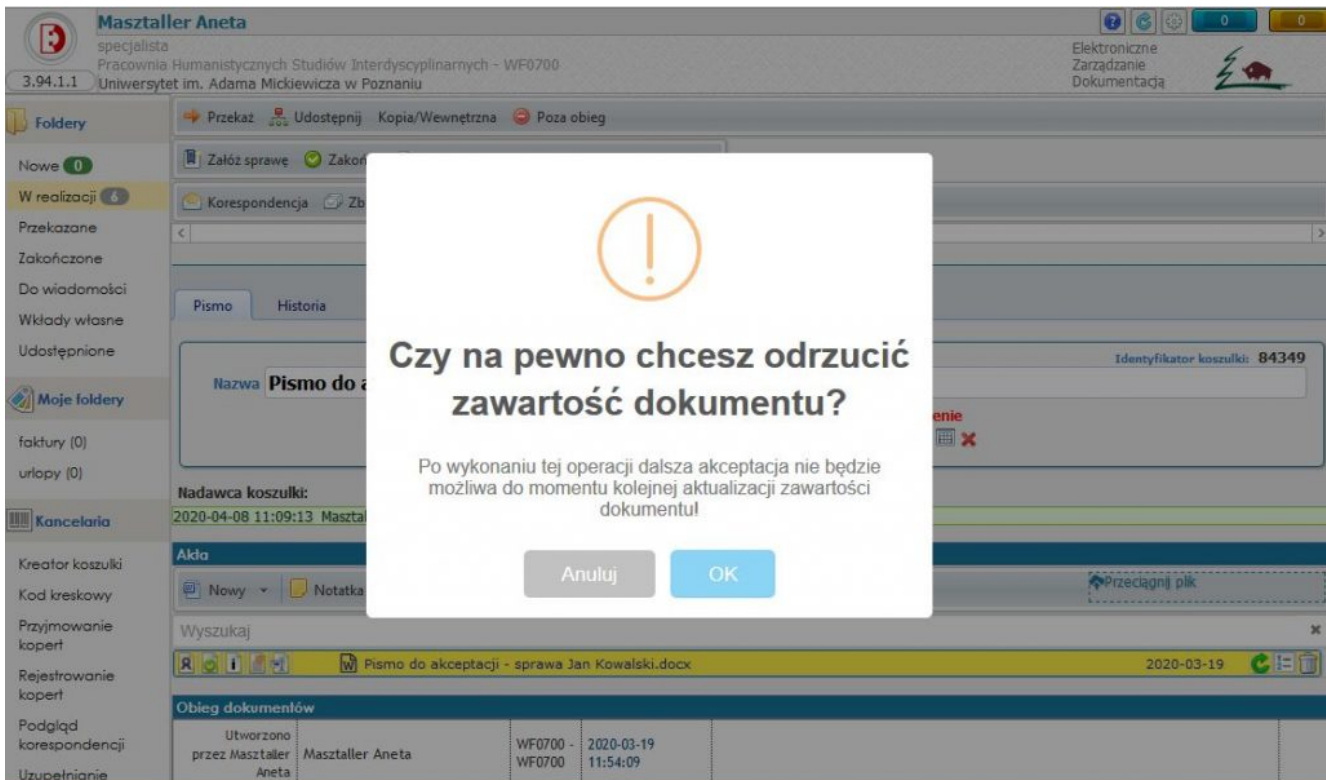 Masztaller Aneta
specjalista
Pracownia Humanistycznych Studiów Interdyscyplinarnych - WF0700
3.94.1.1 Uniwersytet im. Adama Mickiewicza w Poznaniu
0 0
Elektroniczne
Zarządzanie
Dokumentacją
Foldery
Nowe 0
W realizacji 6
Przekazane
Zakończone
Do wiadomości
Wkłady własne
Udostępnione
Moje foldery
faktury (0)
urlopy (0)
Kancelaria
Kreator koszulki
Kod kreskowy
Przyjmowanie
kopert
Rejestrowanie
kopert
Podgląd
korespondencji
Uzupełnianie
Przekaż Udostępnij Kopia/Wewnętrzna Poza obieg
Załóż sprawę Zakoń
Korespondencja Zb
Pismo Historia
Identyfikator koszulki: 84349
Nazwa Pismo do a
enie
Nadawca koszulki:
2020-04-08 11:09:13 Masztal
Akta
Nowy Notatka
Przeciągnij plik
Wyszukaj
Pismo do akceptacji - sprawa Jan Kowalski.docx 2020-03-19
Obieg dokumentów
Utworzono
przez Masztaller
Aneta
Masztaller Aneta
WF0700 -
WF0700
2020-03-19
11:54:09
Czy na pewno chcesz odrzucić
zawartość dokumentu?
Po wykonaniu tej operacji dalsza akceptacja nie będzie
możliwa do momentu kolejnej aktualizacji zawartości
dokumentu!
Anuluj OK